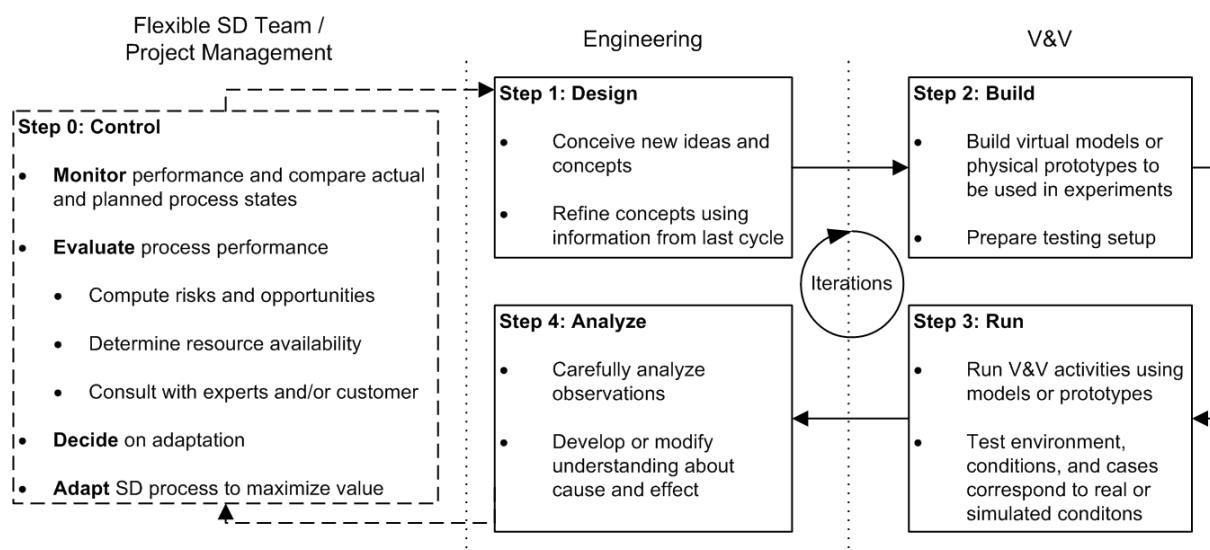 Flexible SD Team /
Project Management
Engineering
V&V
Step 0: Control
• Monitor performance and compare actual
and planned process states
• Evaluate process performance
• Compute risks and opportunities
• Determine resource availability
• Consult with experts and/or customer
• Decide on adaptation
• Adapt SD process to maximize value
Step 1: Design
• Conceive new ideas and
concepts
• Refine concepts using
information from last cycle
Step 2: Build
• Build virtual models or
physical prototypes to
be used in experiments
• Prepare testing setup
Iterations
Step 3: Run
• Run V&V activities using
models or prototypes
• Test environment,
conditions, and cases
correspond to real or
simulated conditons
Step 4: Analyze
• Carefully analyze
observations
• Develop or modify
understanding about
cause and effect